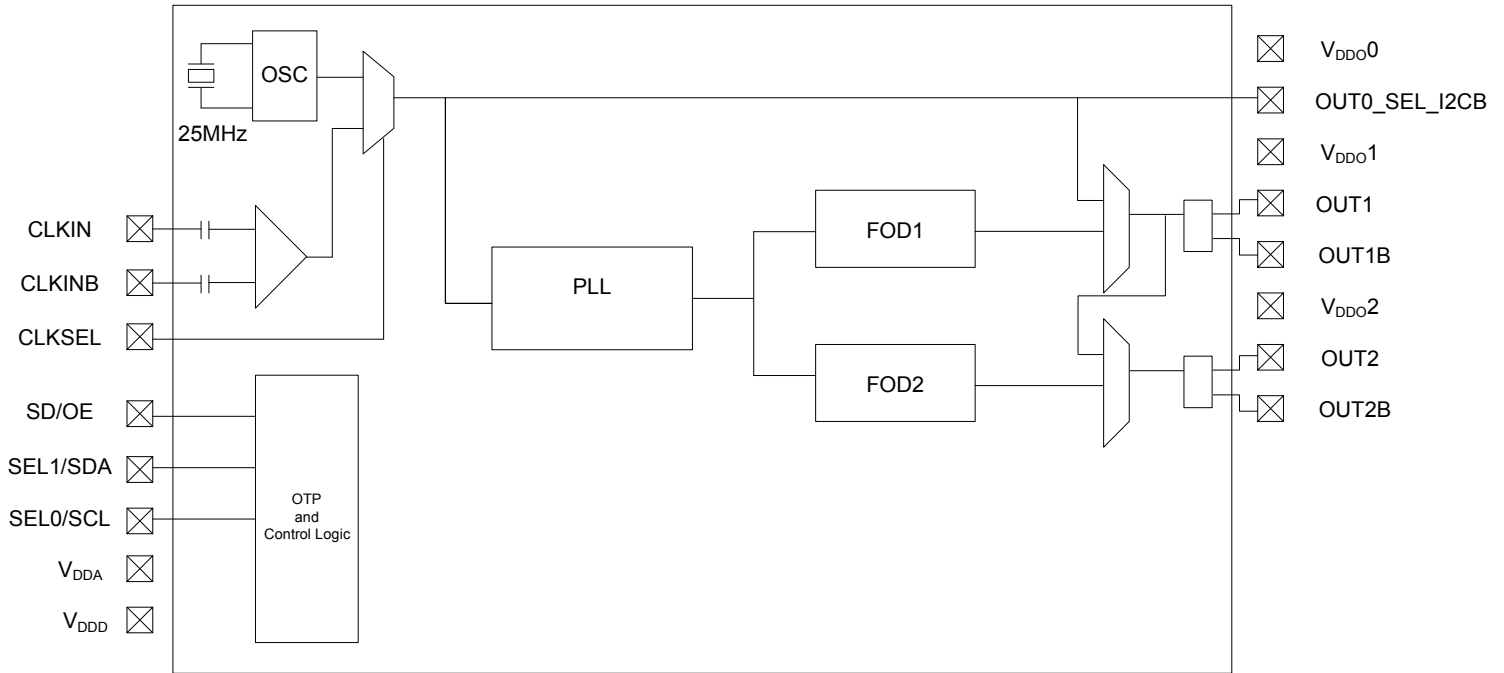 OSC
25MHz
CLKIN
CLKINB
CLKSEL
SD/OE
SEL1/SDA
SEL0/SCL
VDDA
VDDD
OTP
and
Control Logic
PLL
FOD1
FOD2
VDDO0
OUT0_SEL_I2CB
VDDO1
OUT1
OUT1B
VDDO2
OUT2
OUT2B